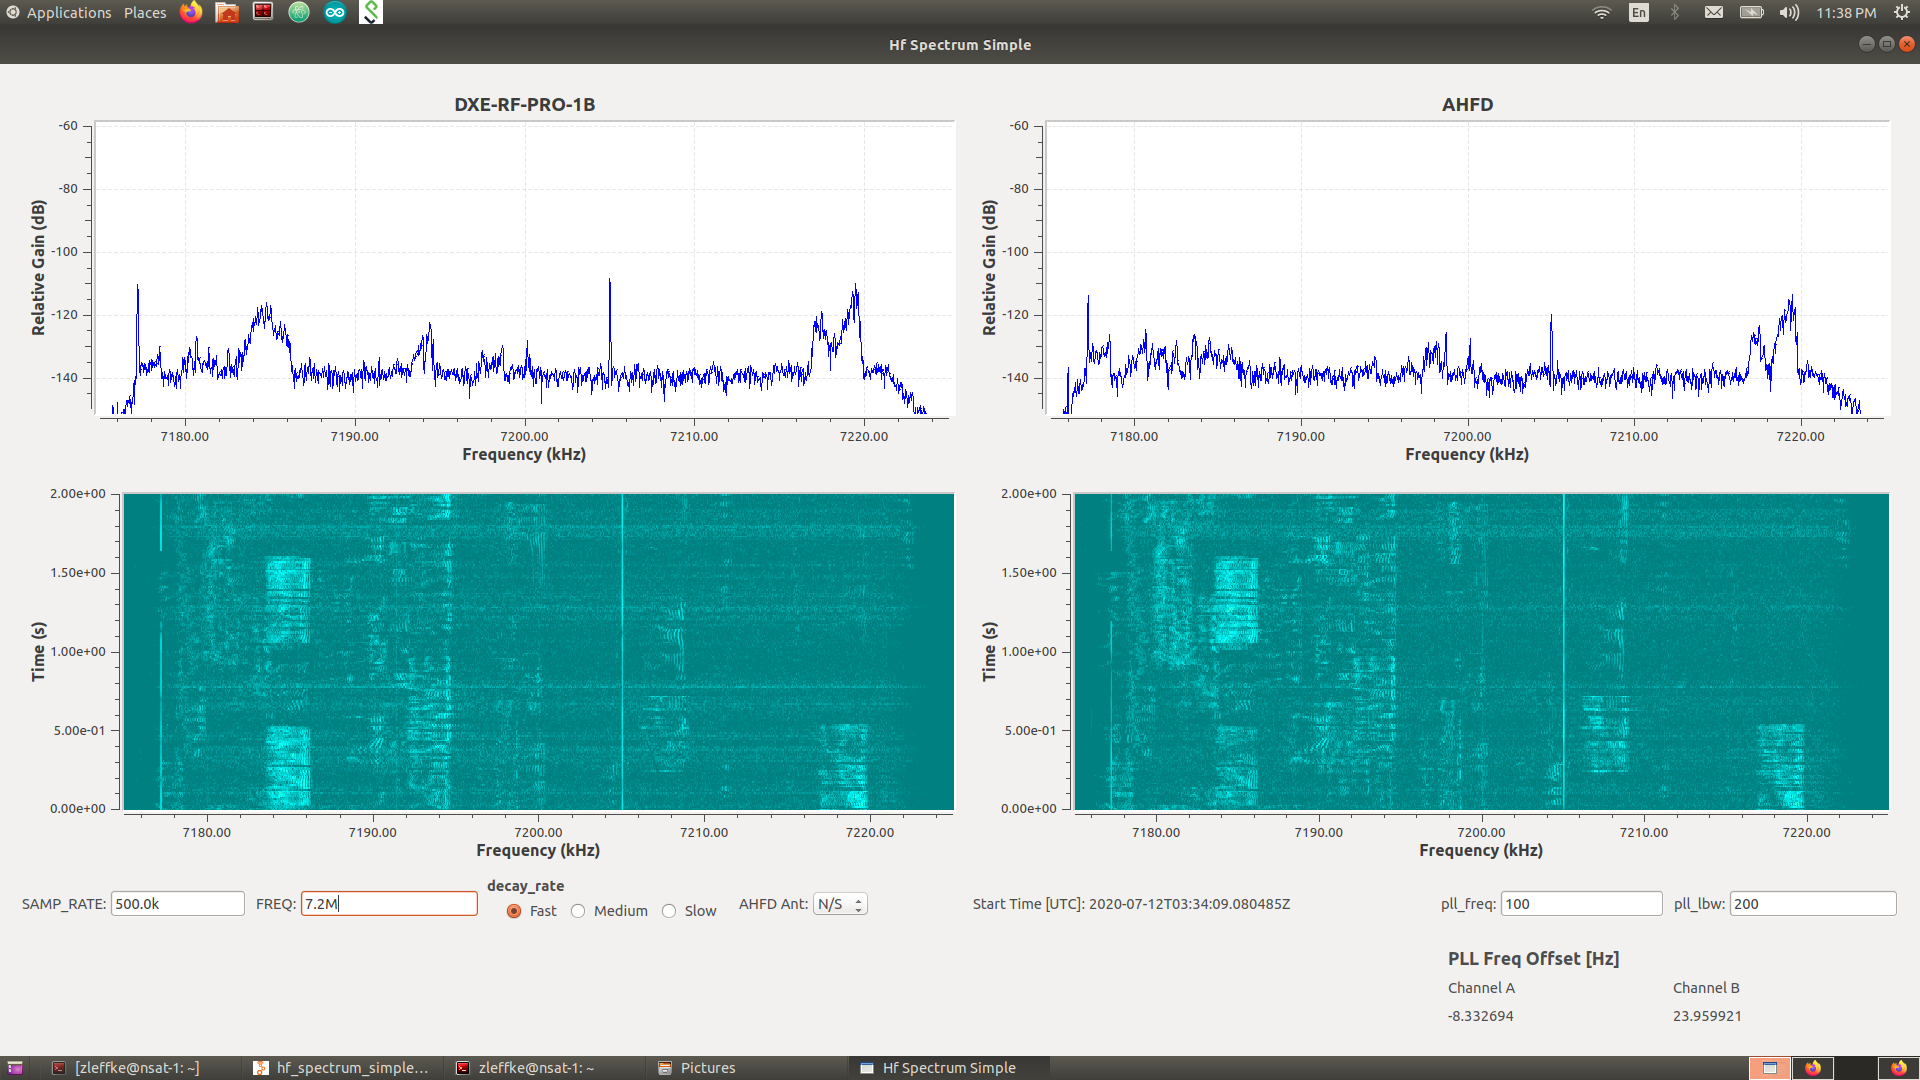 Applications Places En 11:38 PM
Hf Spectrum Simple
DXE-RF-PRO-1B
-60
-80
-100
-120
-140
Relative Gain (dB)
7180.00 7190.00 7200.00 7210.00 7220.00
Frequency (kHz)
AHFD
-60
-80
-100
-120
-140
Relative Gain (dB)
7180.00 7190.00 7200.00 7210.00 7220.00
Frequency (kHz)
2.00e+00
1.50e+00
1.00e+00
5.00e-01
0.00e+00
Time (s)
7180.00 7190.00 7200.00 7210.00 7220.00
Frequency (kHz)
2.00e+00
1.50e+00
1.00e+00
5.00e-01
0.00e+00
Time (s)
7180.00 7190.00 7200.00 7210.00 7220.00
Frequency (kHz)
decay_rate
SAMP_RATE: 500.0k FREQ: 7.2M Fast Medium Slow AHFD Ant: N/S Start Time [UTC]: 2020-07-12T03:34:09.080485Z pll_freq: 100 pll_lbw: 200
PLL Freq Offset [Hz]
Channel A Channel B
-8.332694 23.959921
[zleffke@nsat-1: ~] hf_spectrum_simple... zleffke@nsat-1: ~ Pictures Hf Spectrum Simple